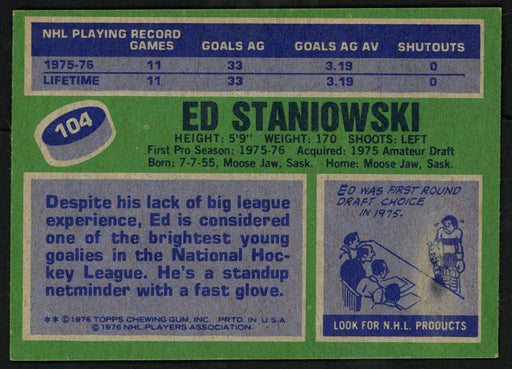 NHL PLAYING RECORD
GAMES GOALS AG GOALS AG AV SHUTOUTS
1975-76 11 33 3.19 0
LIFETIME 11 33 3.19 0
104
ED STANIOWSKI
HEIGHT: 5'9" WEIGHT: 170 SHOOTS: LEFT
First Pro Season: 1975-76 Acquired: 1975 Amateur Draft
Born: 7-7-55, Moose Jaw, Sask. Home: Moose Jaw, Sask.
Despite his lack of big league
experience, Ed is considered
one of the brightest young
goalies in the National Hoc-
key League. He's a standup
netminder with a fast glove.
** © 1976 TOPPS CHEWING GUM, INC. PRTD. IN U.S.A.
© 1976 NHL PLAYERS ASSOCIATION.
ED WAS FIRST ROUND
DRAFT CHOICE
IN 1975.
LOOK FOR N.H.L. PRODUCTS